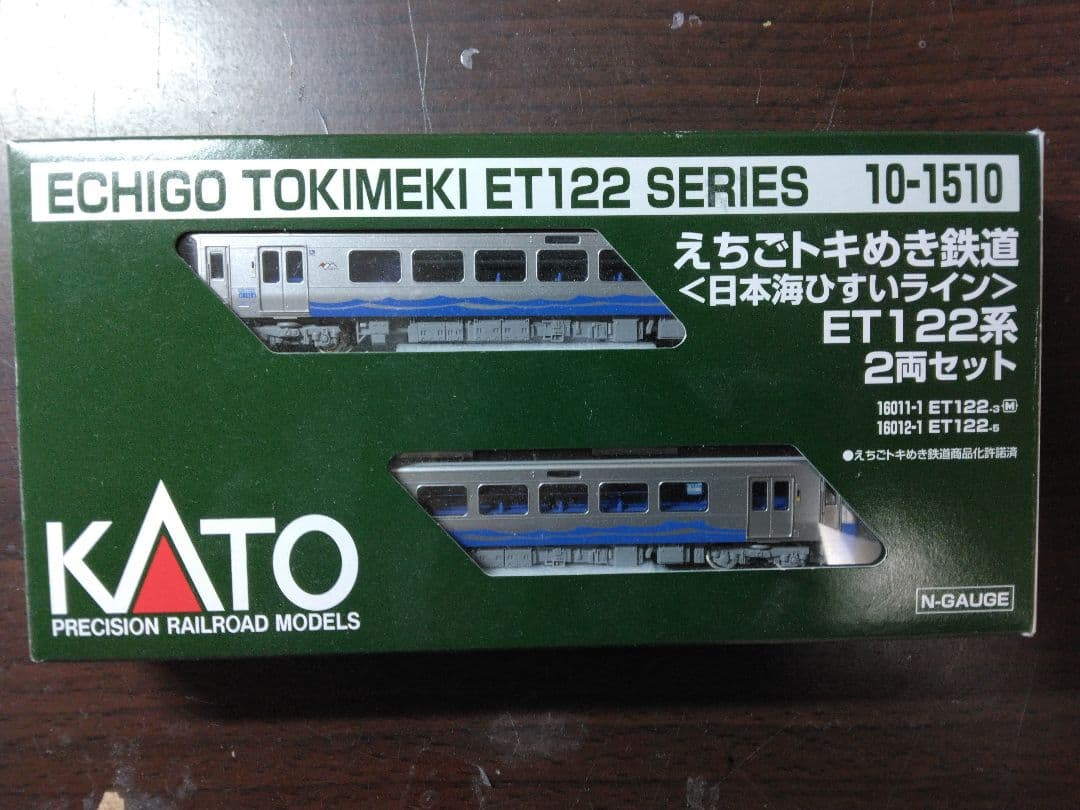 ECHIGO TOKIMEKI ET122 SERIES 10-1510
えちごトキめき鉄道
<日本海ひすいライン>
ET122系
2両セット
16011-1 ET122-3 M
16012-1 ET122-5
●えちごトキめき鉄道商品化許諾済
KATO
PRECISION RAILROAD MODELS
N-GAUGE